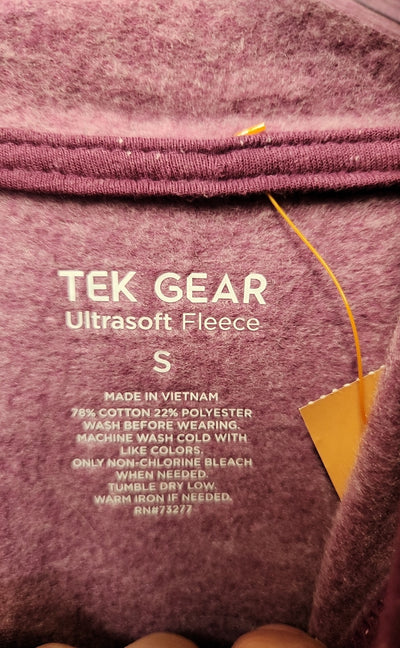 TEK GEAR
Ultrasoft Fleece
S
MADE IN VIETNAM
78% COTTON 22% POLYESTER
WASH BEFORE WEARING.
MACHINE WASH COLD WITH
LIKE COLORS.
ONLY NON-CHLORINE BLEACH
WHEN NEEDED.
TUMBLE DRY LOW.
WARM IRON IF NEEDED.
RN#73277